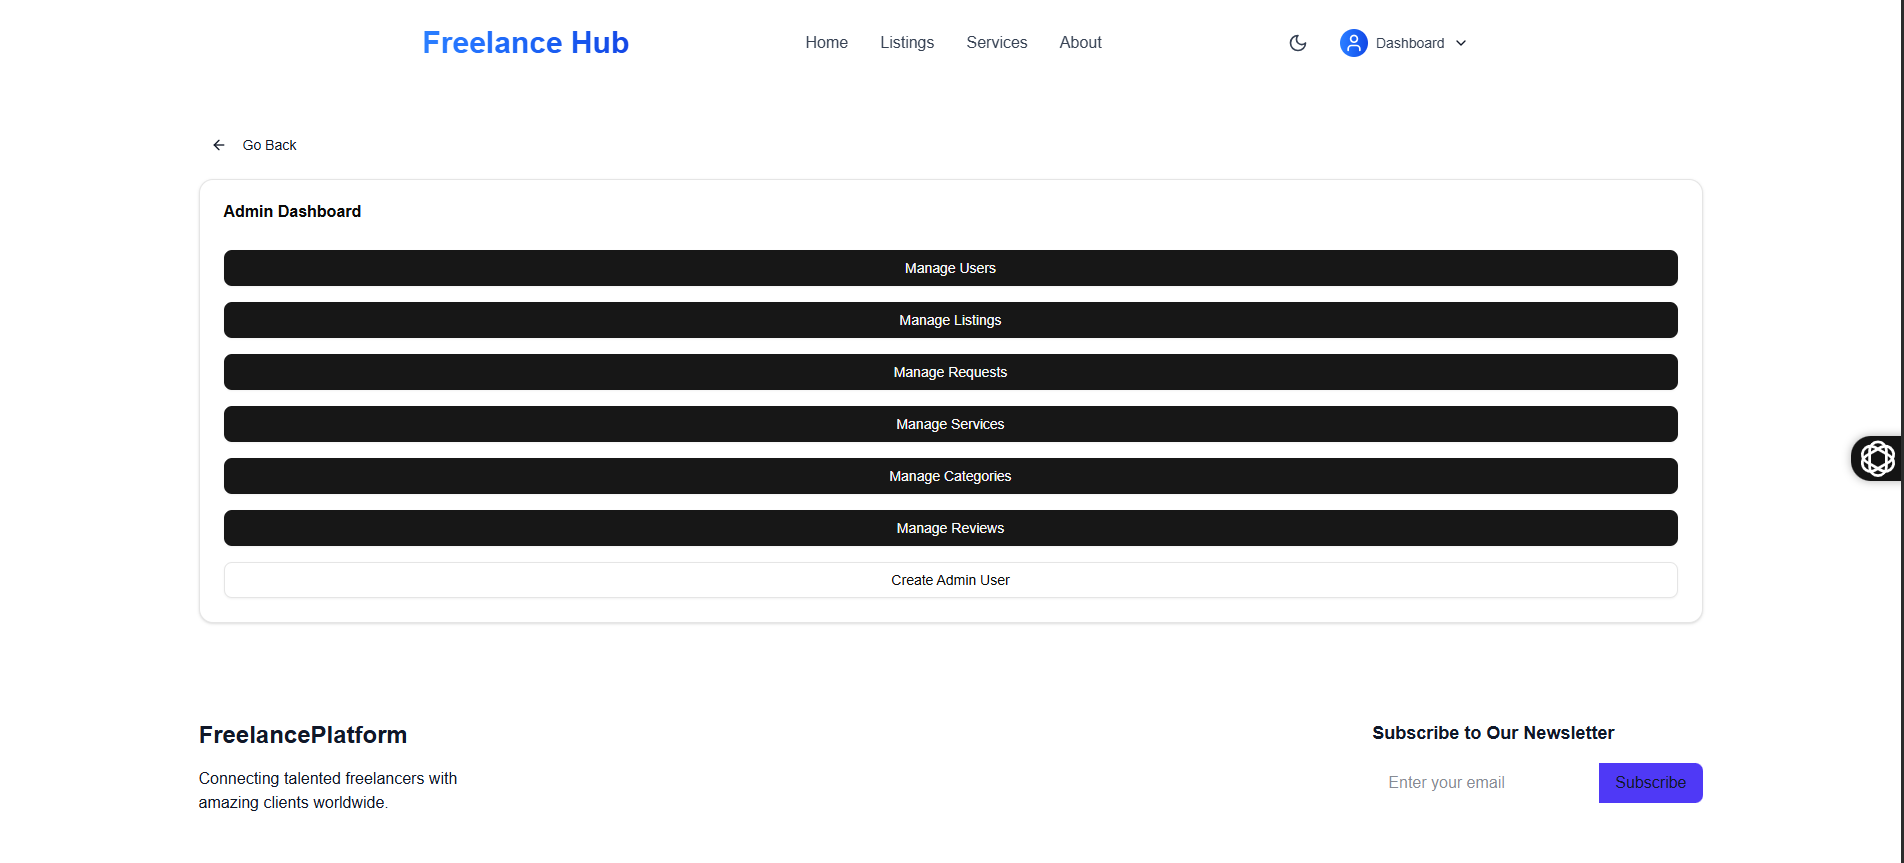 Freelance Hub
Home
Listings
Services
About
Dashboard
Go Back
Admin Dashboard
Manage Users
Manage Listings
Manage Requests
Manage Services
Manage Categories
Manage Reviews
Create Admin User
FreelancePlatform
Connecting talented freelancers with
amazing clients worldwide.
Subscribe to Our Newsletter
Enter your email
Subscribe